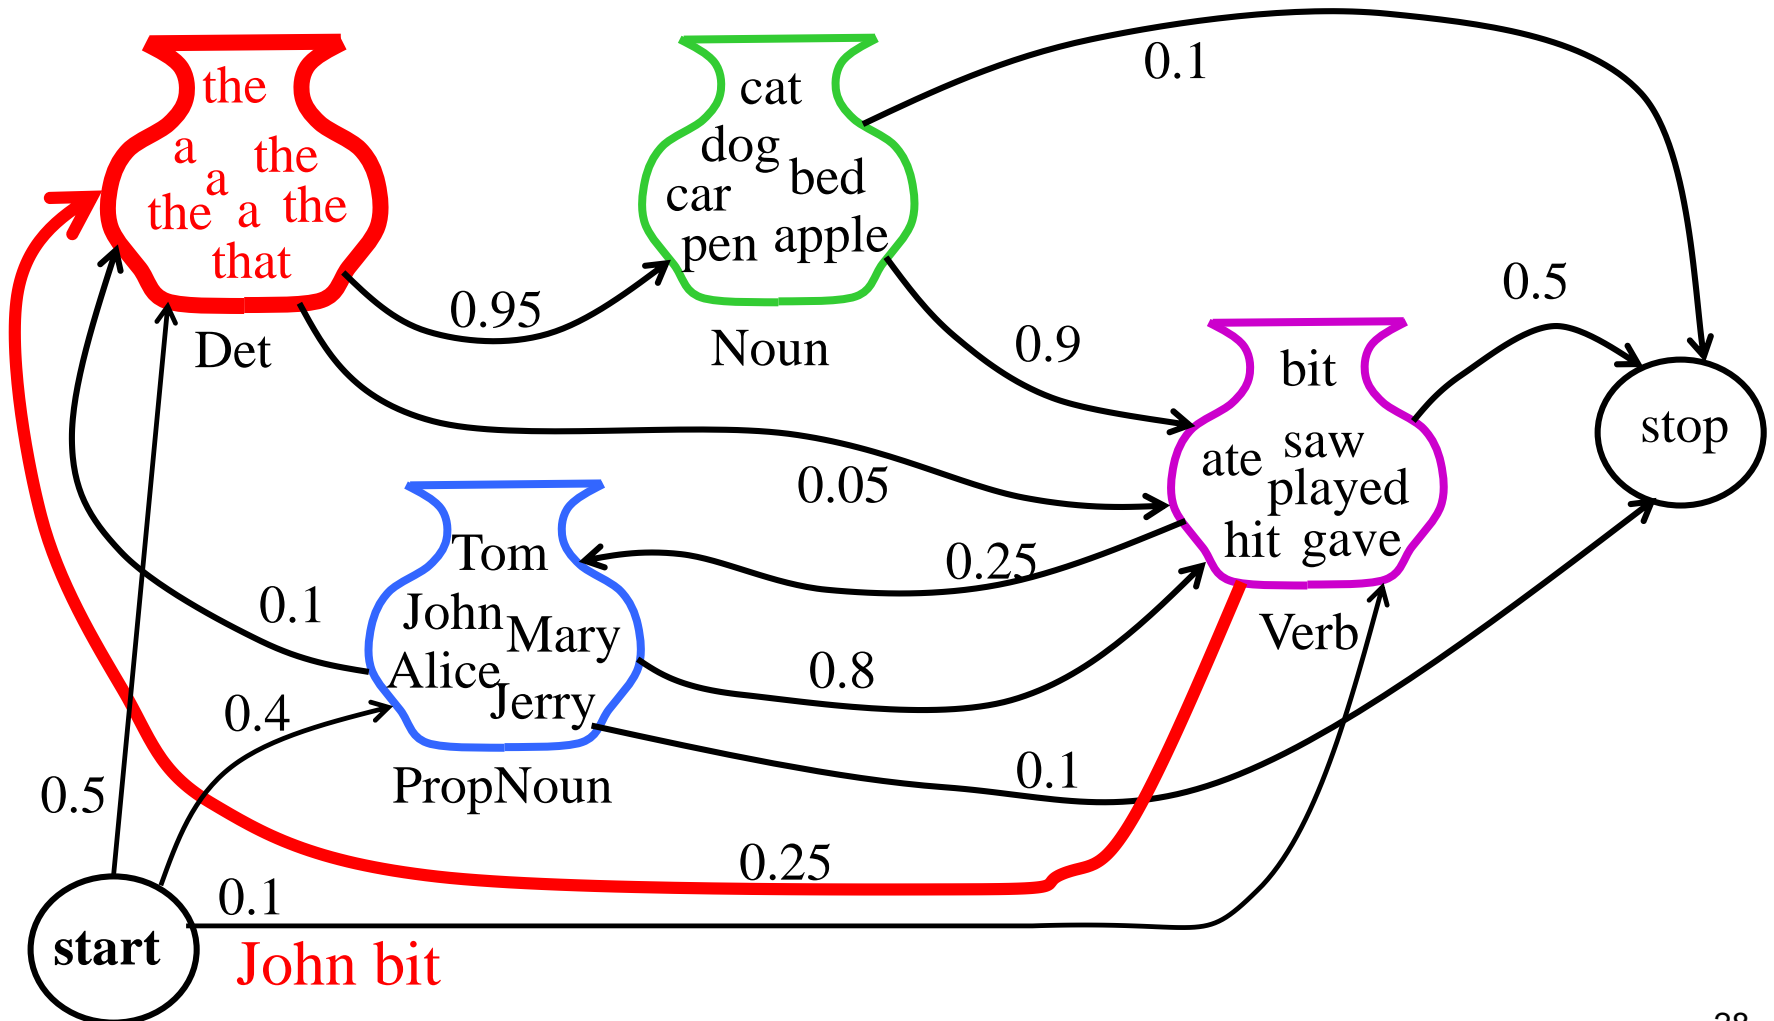 the
a the
a
the a the
that
Det
0.95
cat
dog
bed
car
pen apple
Noun
0.1
0.9
0.5
bit
saw
ate
played
hit gave
Verb
stop
0.05
0.25
Tom
John
Mary
Alice
Jerry
PropNoun
0.1
0.8
0.4
0.1
0.5
0.25
0.1
start
John bit